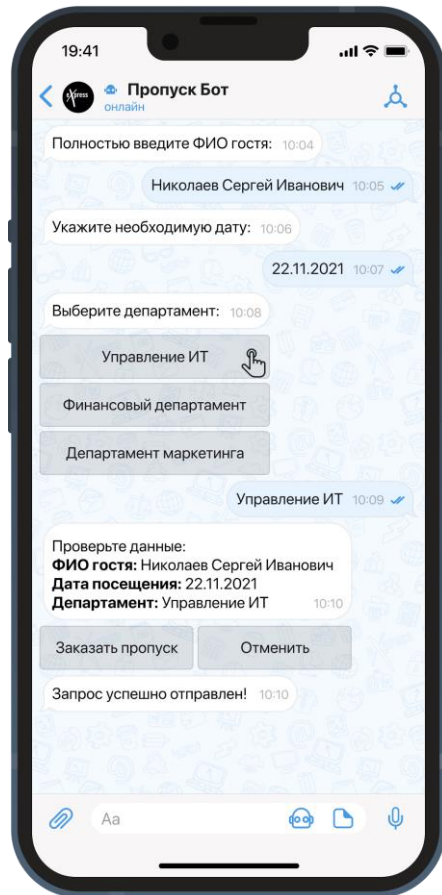 19:41
eXpress
Пропуск Бот
онлайн
Полностью введите ФИО гостя: 10:04
Николаев Сергей Иванович 10:05
Укажите необходимую дату: 10:06
22.11.2021 10:07
Выберите департамент: 10:08
Управление ИТ
Финансовый департамент
Департамент маркетинга
Управление ИТ 10:09
Проверьте данные:
ФИО гостя: Николаев Сергей Иванович
Дата посещения: 22.11.2021
Департамент: Управление ИТ 10:10
Заказать пропуск Отменить
Запрос успешно отправлен! 10:10
Aa